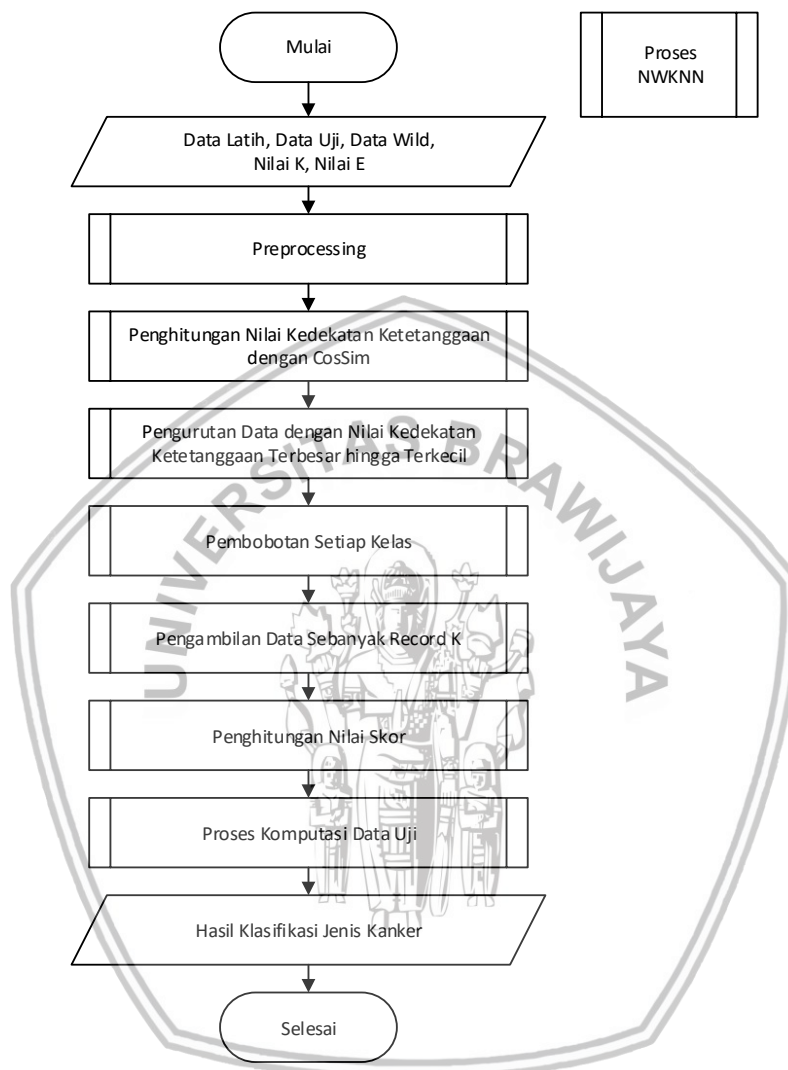 Mulai
Proses
NWKNN
Data Latih, Data Uji, Data Wild,
Nilai K, Nilai E
Preprocessing
Penghitungan Nilai Kedekatan Ketetanggaan
dengan CosSim
Pengurutan Data dengan Nilai Kedekatan
Ketetanggaan Terbesar hingga Terkecil
UNIVERSITAS BRAWIJAYA
Pembobotan Setiap Kelas
Pengambilan Data Sebanyak Record K
Penghitungan Nilai Skor
Proses Komputasi Data Uji
Hasil Klasifikasi Jenis Kanker
Selesai